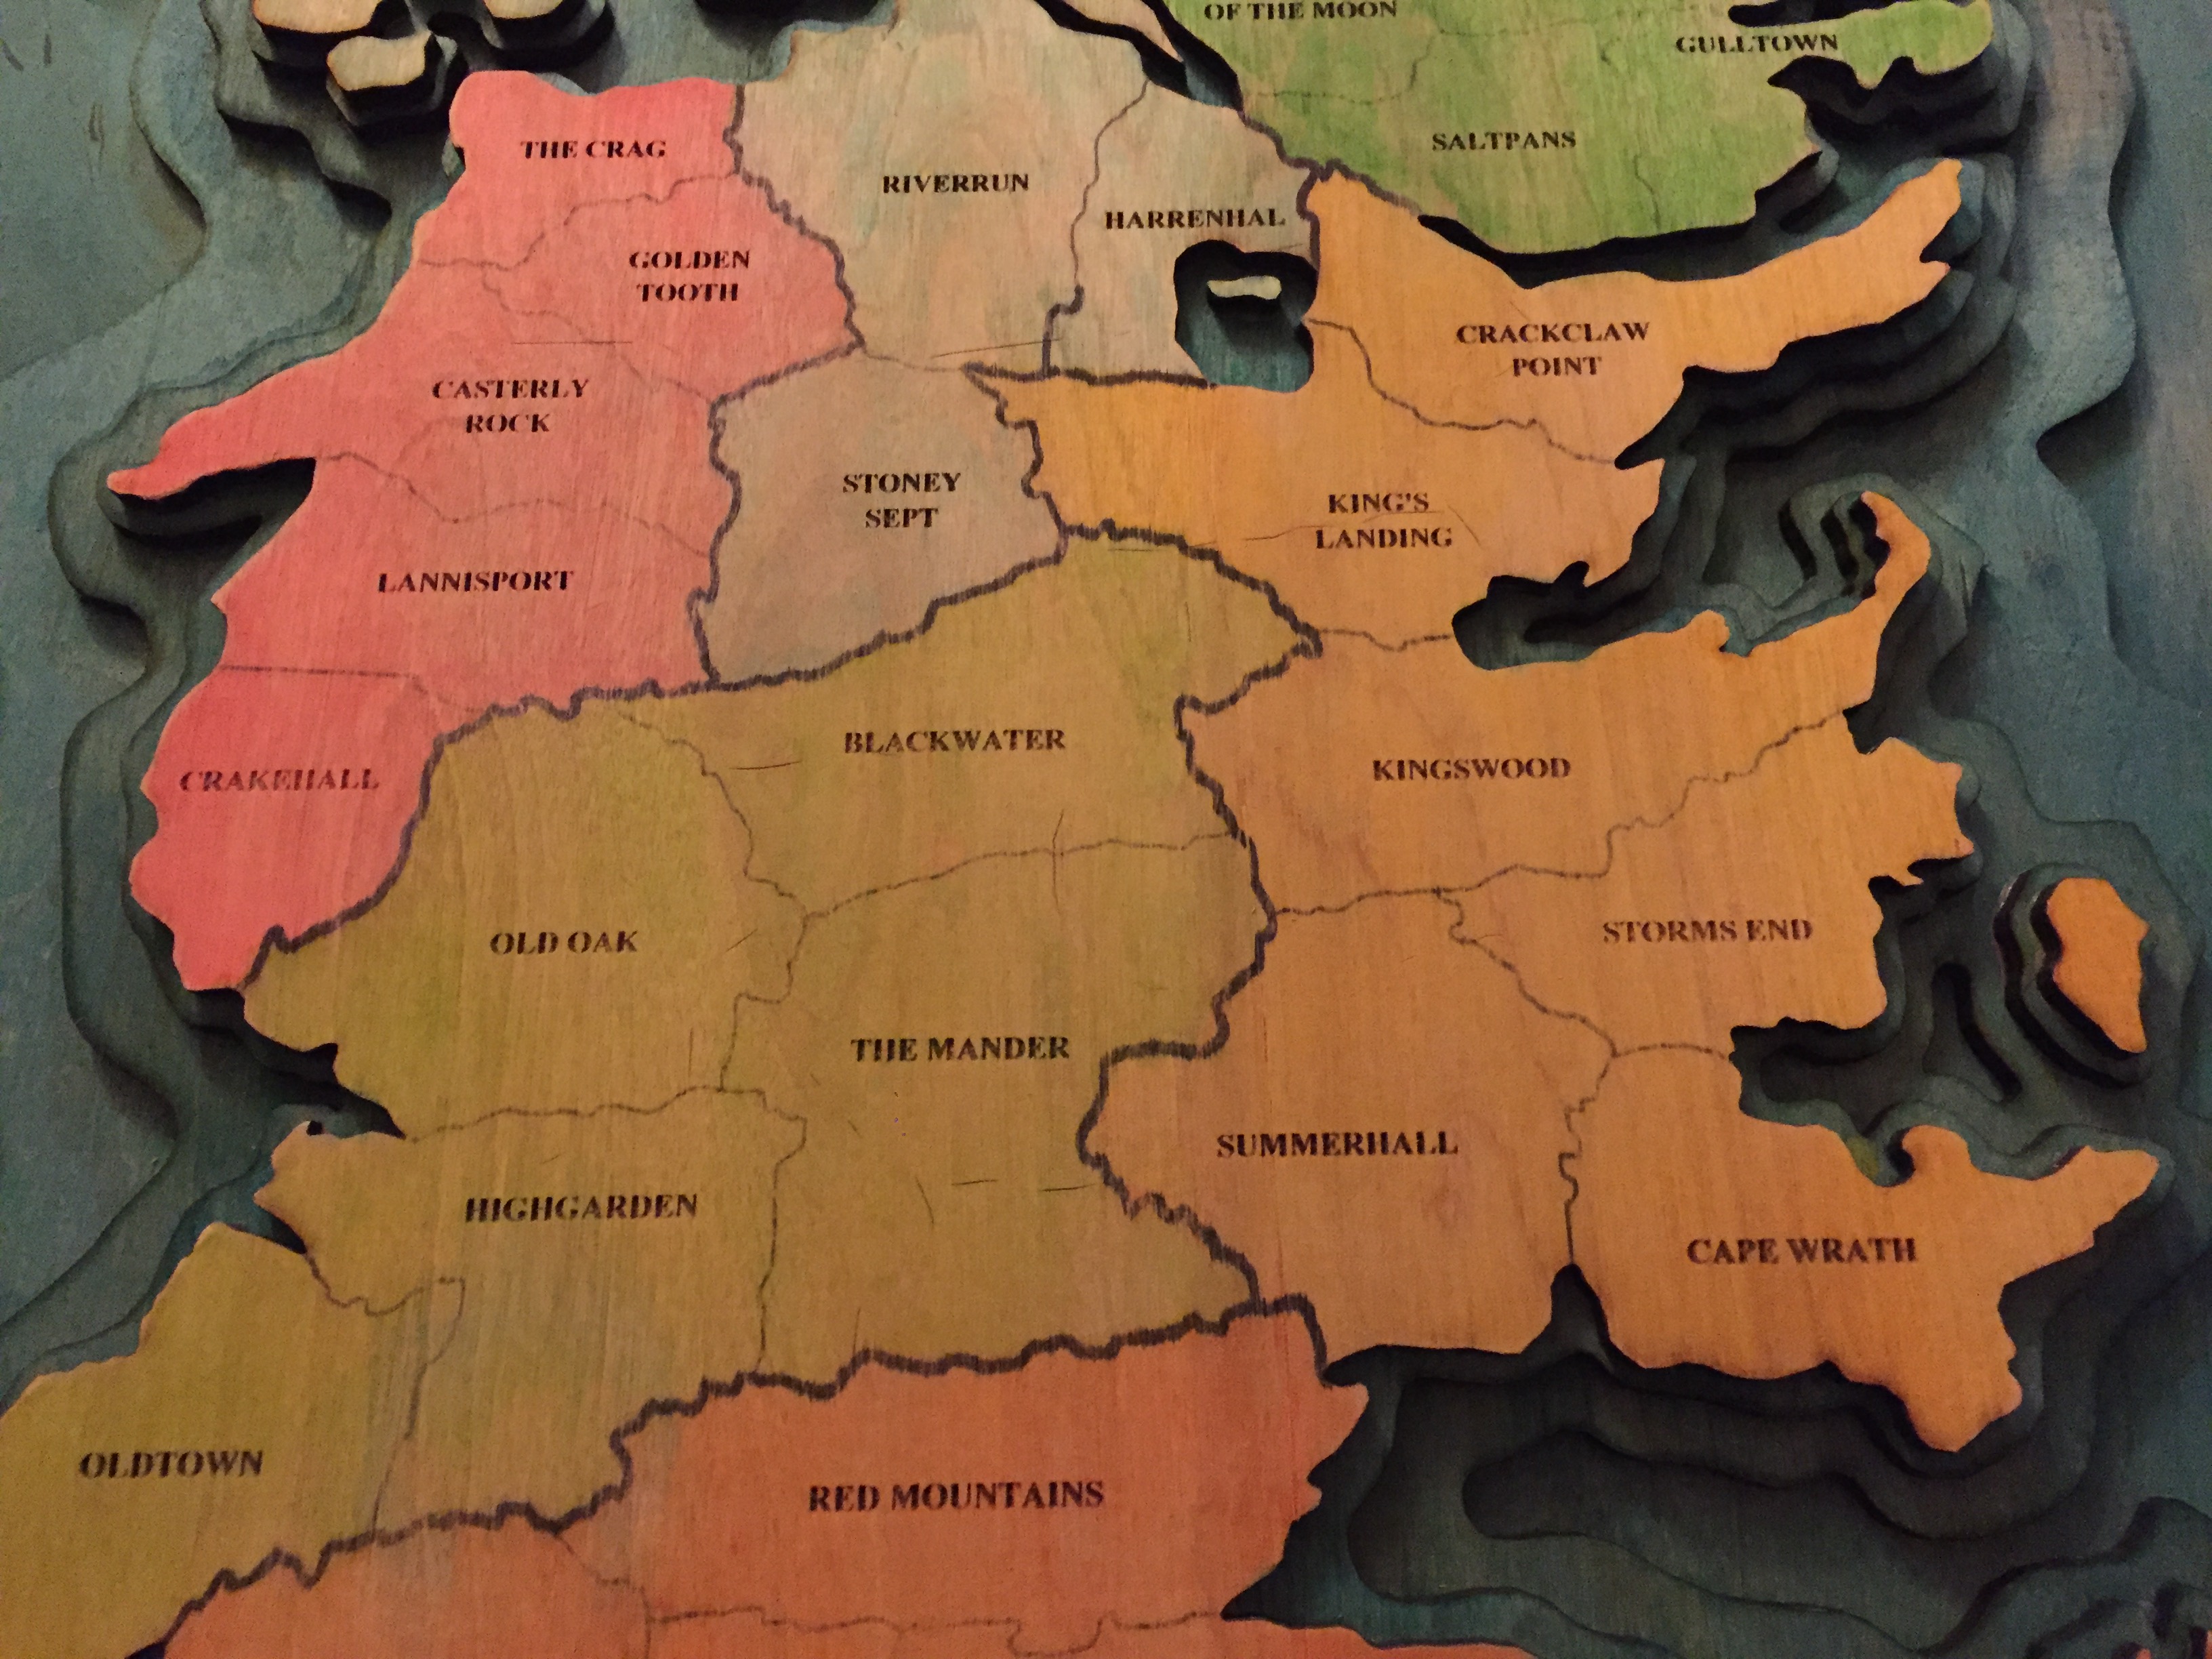 OF THE MOON
GULLTOWN
SALTPANS
THE CRAG
RIVERRUN
HARRENHAL
GOLDEN
TOOTH
CRACKCLAW
POINT
CASTERLY
ROCK
STONEY
SEPT
KING'S
LANDING
LANNISPORT
BLACKWATER
KINGSWOOD
CRAKEHALL
OLD OAK
STORMS END
THE MANDER
SUMMERHALL
HIGHGARDEN
CAPE WRATH
OLDTOWN
RED MOUNTAINS